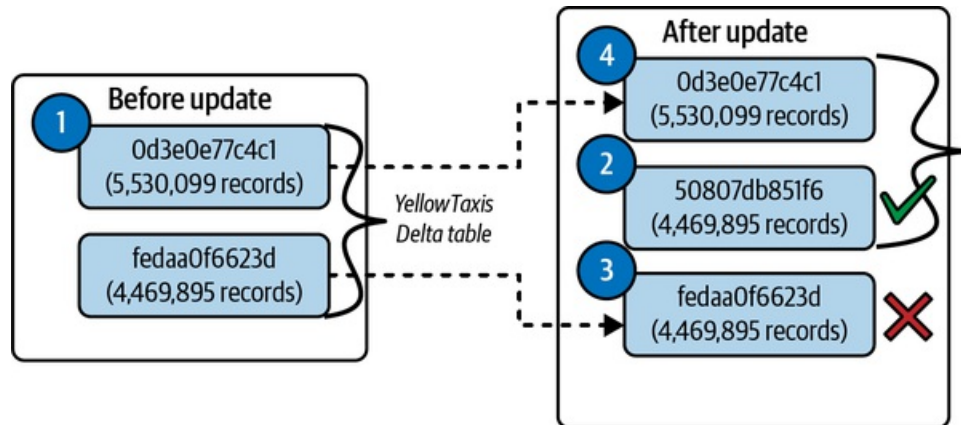 Before update
1
0d3e0e77c4c1
(5,530,099 records)
fedaa0f6623d
(4,469,895 records)
YellowTaxis
Delta table
After update
4
0d3e0e77c4c1
(5,530,099 records)
2
50807db851f6
(4,469,895 records)
3
fedaa0f6623d
(4,469,895 records)